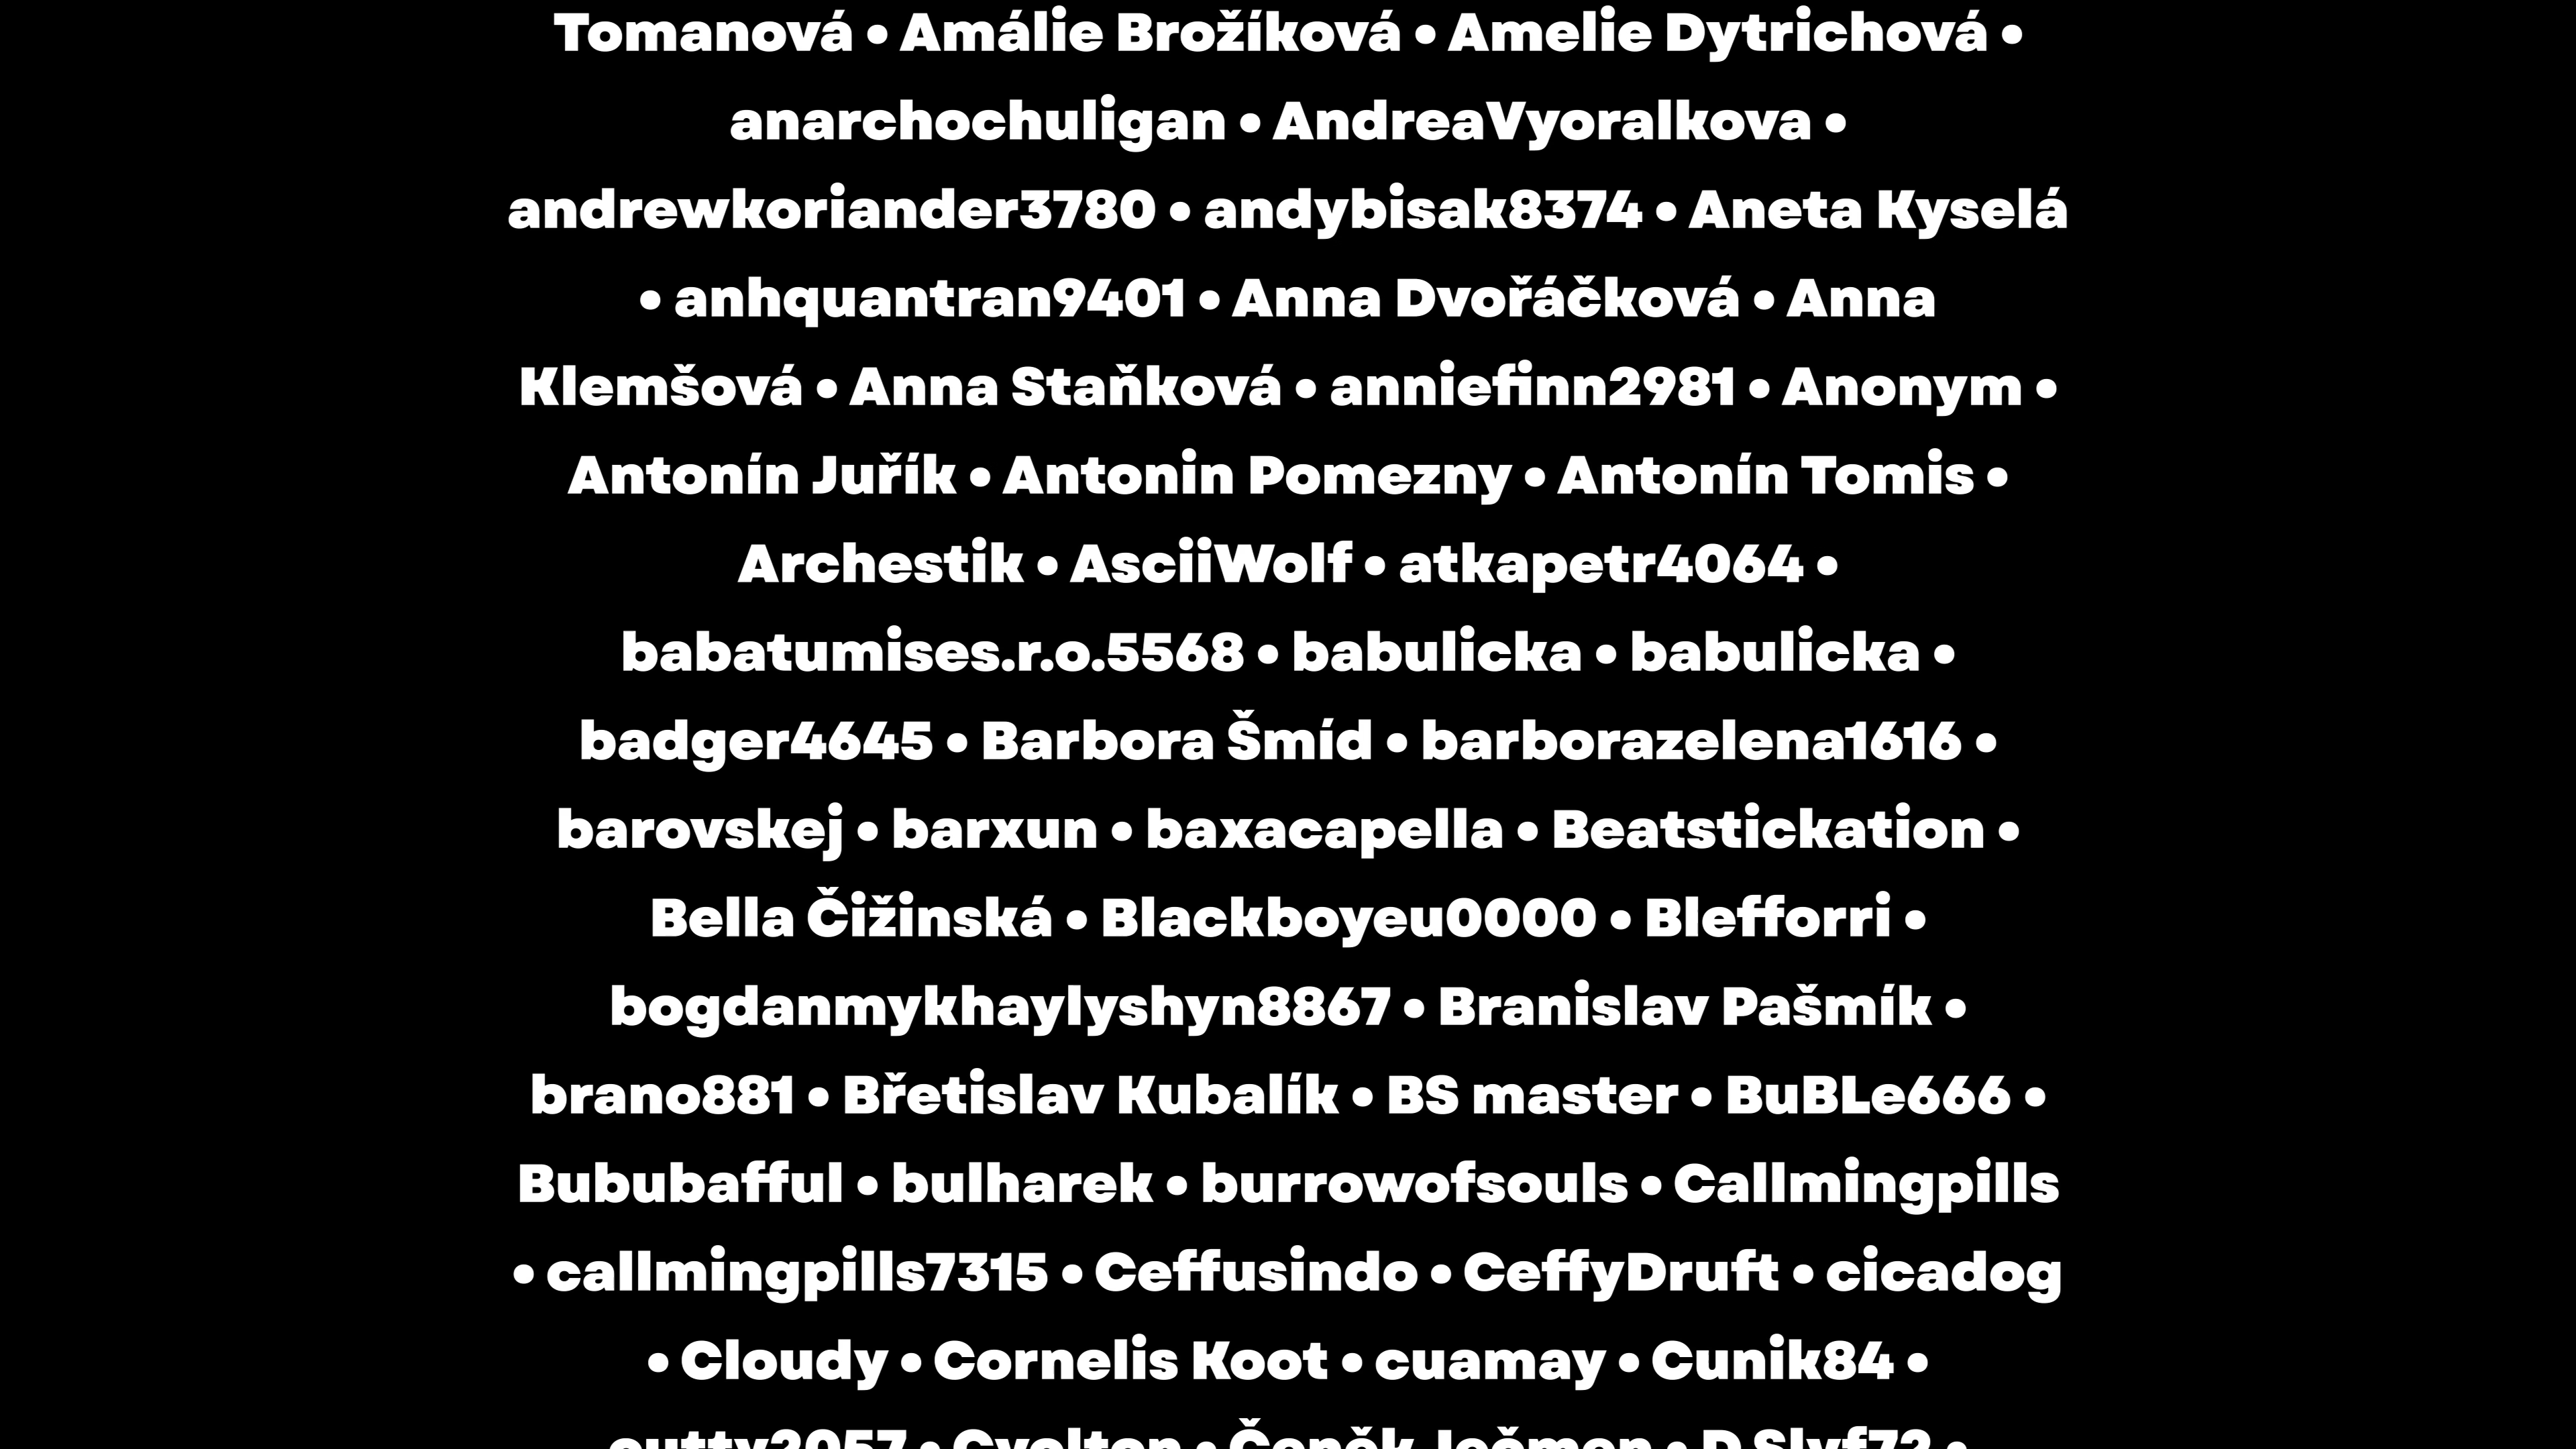 Tomanová • Amálie Brožíková • Amelie Dytrichová •
anarchochuligan • AndreaVyoralkova •
andrewkoriander3780 • andybisak8374 • Aneta Kyselá
• anhquantran9401 • Anna Dvořáčková • Anna
Klemšová • Anna Staňková • anniefinn2981 • Anonym •
Antonín Juřík • Antonin Pomezny • Antonín Tomis •
Archestik • AsciiWolf • atkapetr4064 •
babatumises.r.o.5568 • babulicka • babulicka •
badger4645 • Barbora Šmíd • barborazelena1616 •
barovskej • barxun • baxacapella • Beatstickation •
Bella Čižinská • Blackboyeu0000 • Blefforri •
bogdanmykhaylyshyn8867 • Branislav Pašmík •
brano881 • Břetislav Kubalík • BS master • BuBLe666 •
Bububafful • bulharek • burrowofsouls • Callmingpills
• callmingpills7315 • Ceffusindo • CeffyDruft • cicadog
• Cloudy • Cornelis Koot • cuamay • Cunik84 •